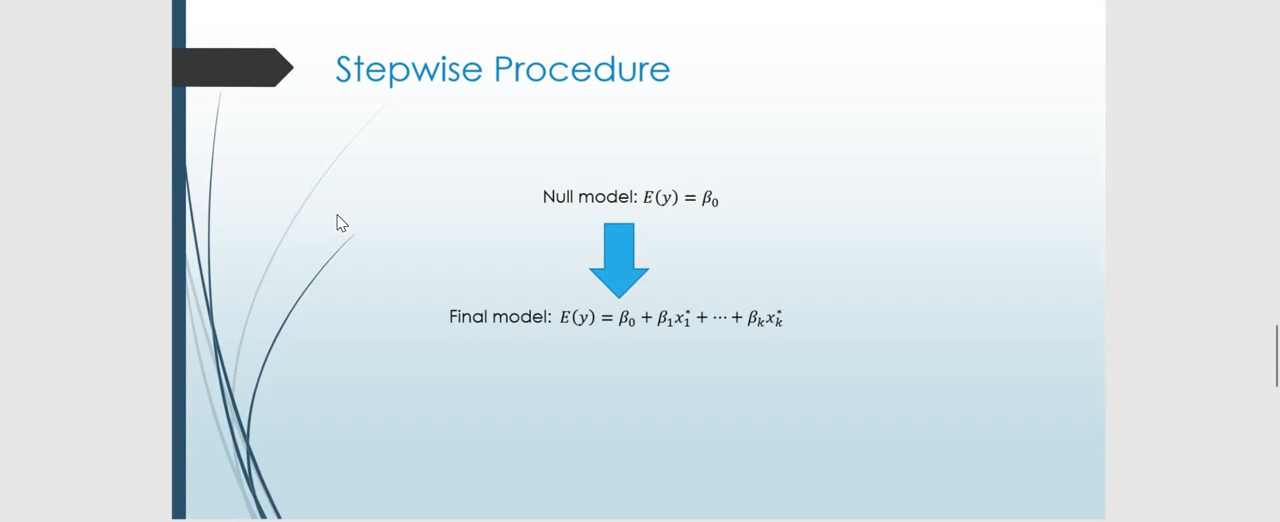 Stepwise Procedure
Null model: 𝐸(𝑦) = 𝛽₀
Final model: 𝐸(𝑦) = 𝛽₀ + 𝛽₁𝑥₁* + ⋯ + 𝛽ₖ𝑥ₖ*